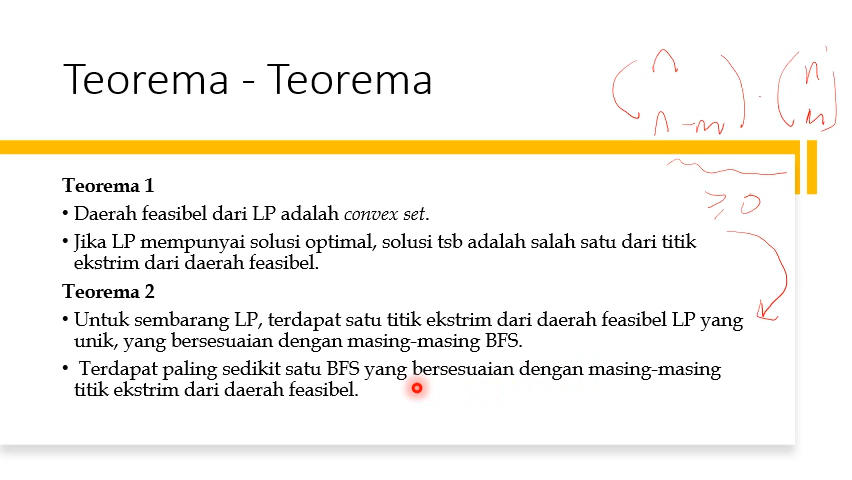 Teorema - Teorema
( n
n-m ) . ( n
m )
≥ 0
Teorema 1
• Daerah feasibel dari LP adalah convex set.
• Jika LP mempunyai solusi optimal, solusi tsb adalah salah satu dari titik
ekstrim dari daerah feasibel.
Teorema 2
• Untuk sembarang LP, terdapat satu titik ekstrim dari daerah feasibel LP yang
unik, yang bersesuaian dengan masing-masing BFS.
• Terdapat paling sedikit satu BFS yang bersesuaian dengan masing-masing
titik ekstrim dari daerah feasibel.